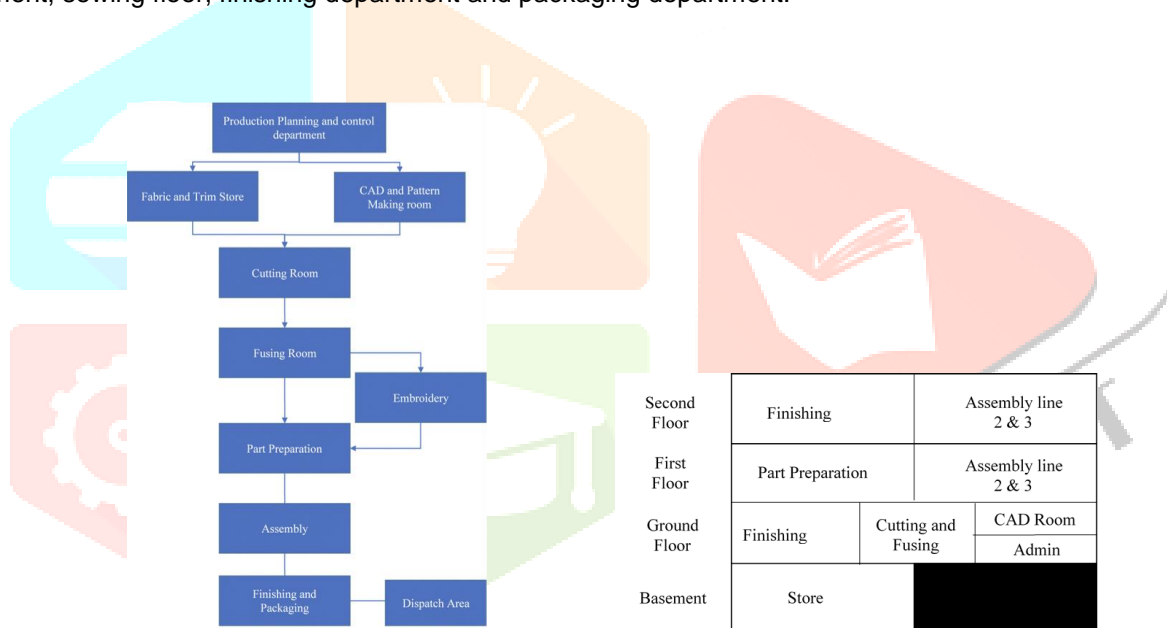 ment, sewing floor, finishing department and packaging department.
Production Planning and control
department
Fabric and Trim Store
CAD and Pattern
Making room
Cutting Room
Fusing Room
Embroidery
Part Preparation
Assembly
Finishing and
Packaging
Dispatch Area
Second
Floor
Finishing
Assembly line
2 & 3
First
Floor
Part Preparation
Assembly line
2 & 3
Ground
Floor
Finishing
Cutting and
Fusing
CAD Room
Admin
Basement
Store